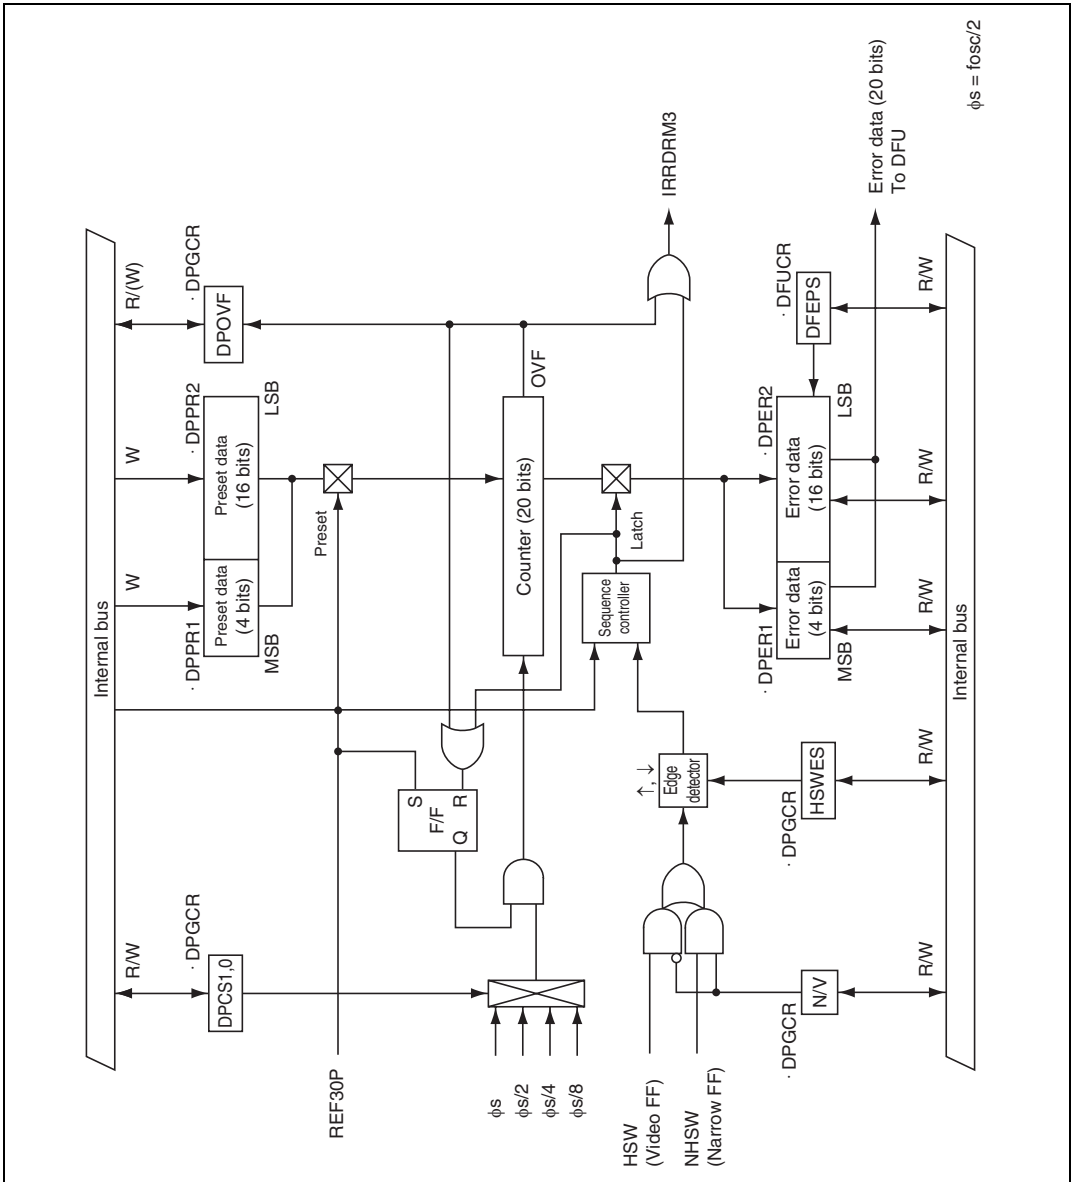 Internal bus
R/W
· DPGCR
DPCS1,0
W
· DPPR1
Preset data
(4 bits)
MSB
W
· DPPR2
Preset data
(16 bits)
LSB
R/(W)
· DPGCR
DPOVF
REF30P
Preset
S
F/F
Q
R
φs
φs/2
φs/4
φs/8
Counter (20 bits)
OVF
Sequence
controller
Latch
IRRDRM3
HSW
(Video FF)
NHSW
(Narrow FF)
↑, ↓
Edge
detector
· DPGCR
N/V
R/W
· DPGCR
HSWES
R/W
· DPER1
Error data
(4 bits)
MSB
R/W
· DPER2
Error data
(16 bits)
LSB
R/W
· DFUCR
DFEPS
R/W
Error data (20 bits)
To DFU
Internal bus
φs = fosc/2